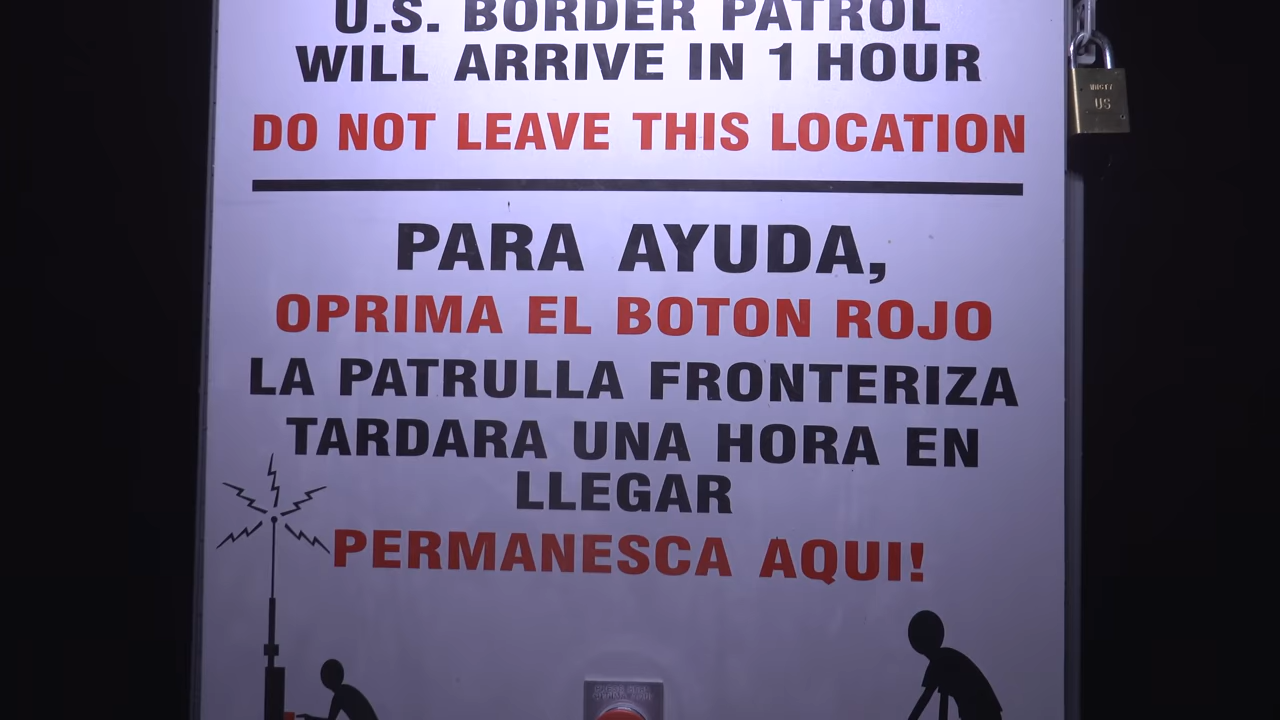 U.S. BORDER PATROL
WILL ARRIVE IN 1 HOUR
DO NOT LEAVE THIS LOCATION
PARA AYUDA,
OPRIMA EL BOTON ROJO
LA PATRULLA FRONTERIZA
TARDARA UNA HORA EN
LLEGAR
PERMANESCA AQUI!
US